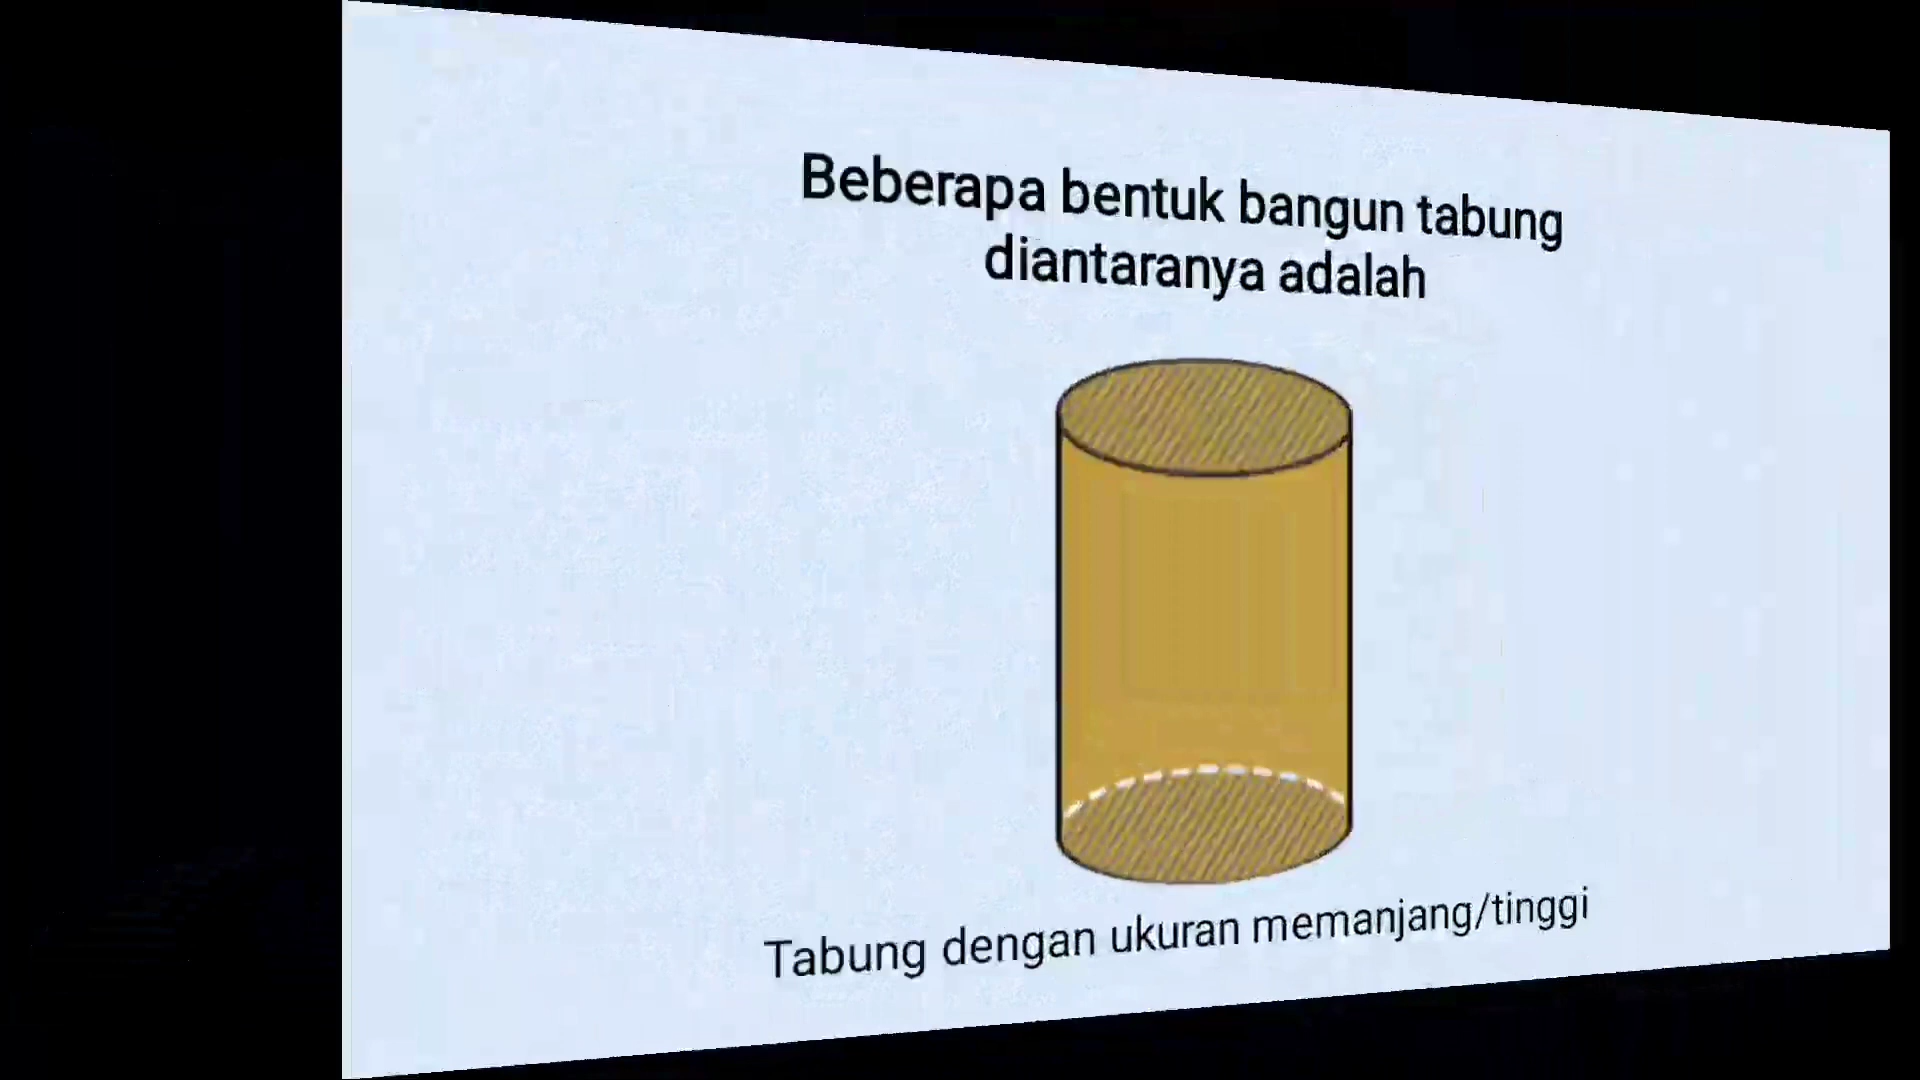 Beberapa bentuk bangun tabung
diantaranya adalah
Tabung dengan ukuran memanjang/tinggi